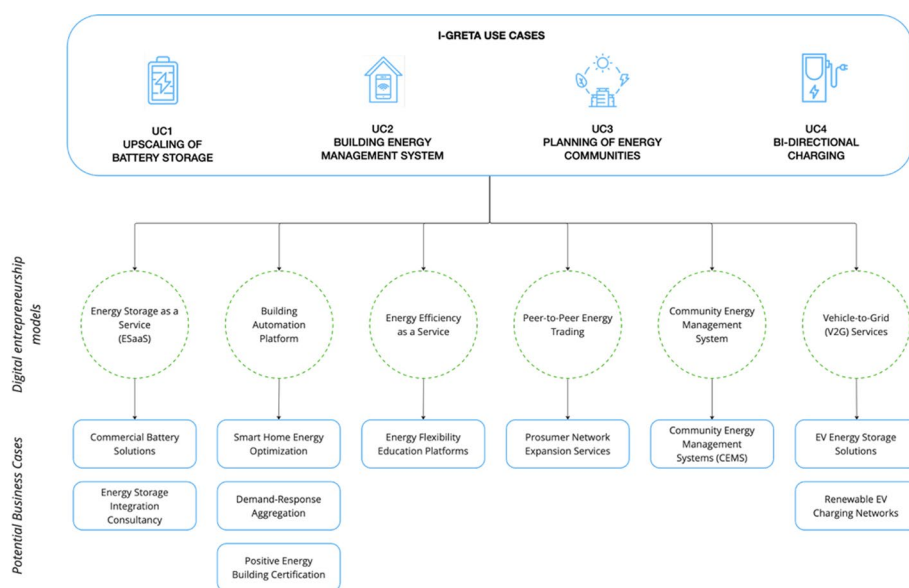 I-GRETA USE CASES
UC1
UPSCALING OF
BATTERY STORAGE
UC2
BUILDING ENERGY
MANAGEMENT SYSTEM
UC3
PLANNING OF ENERGY
COMMUNITIES
UC4
BI-DIRECTIONAL
CHARGING
Digital entrepreneurship
models
Energy Storage as a
Service
(ESaaS)
Building
Automation
Platform
Energy Efficiency
as a Service
Peer-to-Peer Energy
Trading
Community Energy
Management
System
Vehicle-to-Grid
(V2G) Services
Potential Business Cases
Commercial Battery
Solutions
Smart Home Energy
Optimization
Energy Flexibility
Education Platforms
Prosumer Network
Expansion Services
Community Energy
Management
Systems (CEMS)
EV Energy Storage
Solutions
Energy Storage
Integration
Consultancy
Demand-Response
Aggregation
Renewable EV
Charging Networks
Positive Energy
Building Certification